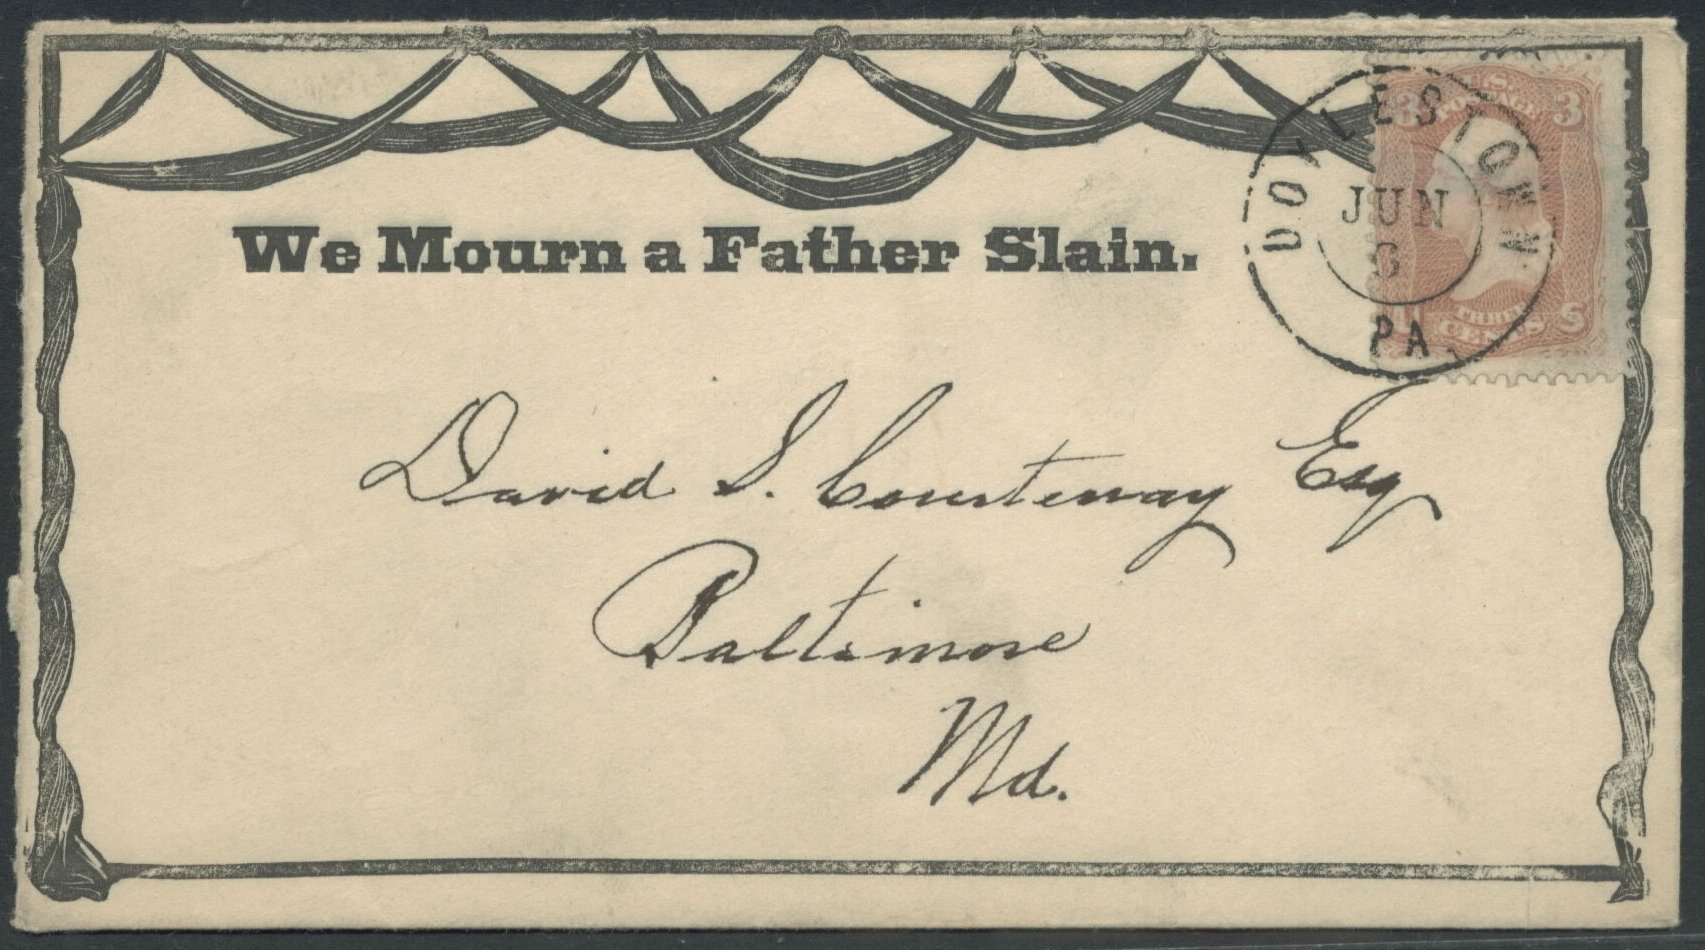 We Mourn a Father Slain.
DOYLESTOWN
JUN
6
PA.
3 U.S. 3
POSTAGE
THREE
CENTS
David S. Courtenay Esq
Baltimore
Md.